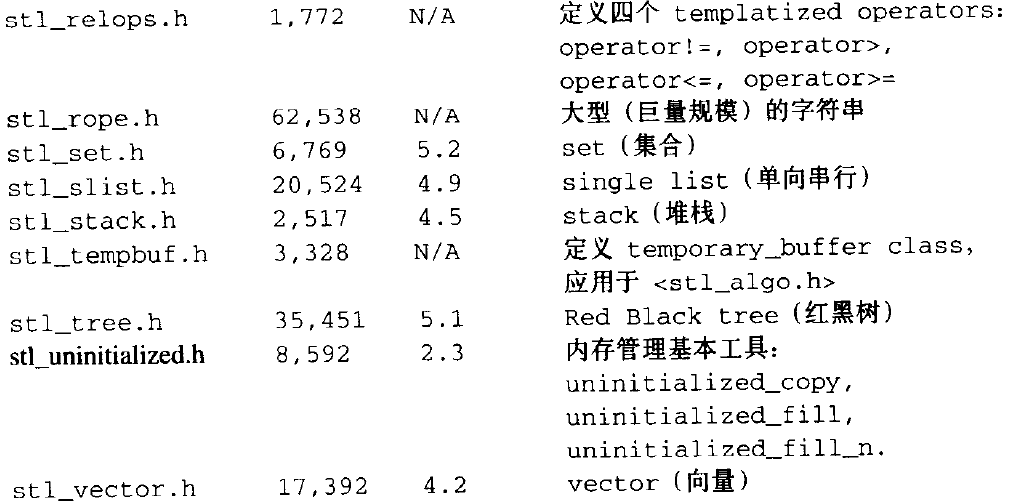 stl_relops.h 1,772 N/A 定义四个 templatized operators:
operator!=, operator>,
operator<=, operator>=
stl_rope.h 62,538 N/A 大型（巨量规模）的字符串
stl_set.h 6,769 5.2 set（集合）
stl_slist.h 20,524 4.9 single list（单向串行）
stl_stack.h 2,517 4.5 stack（堆栈）
stl_tempbuf.h 3,328 N/A 定义 temporary_buffer class,
应用于 <stl_algo.h>
stl_tree.h 35,451 5.1 Red Black tree（红黑树）
stl_uninitialized.h 8,592 2.3 内存管理基本工具:
uninitialized_copy,
uninitialized_fill,
uninitialized_fill_n.
stl_vector.h 17,392 4.2 vector（向量）